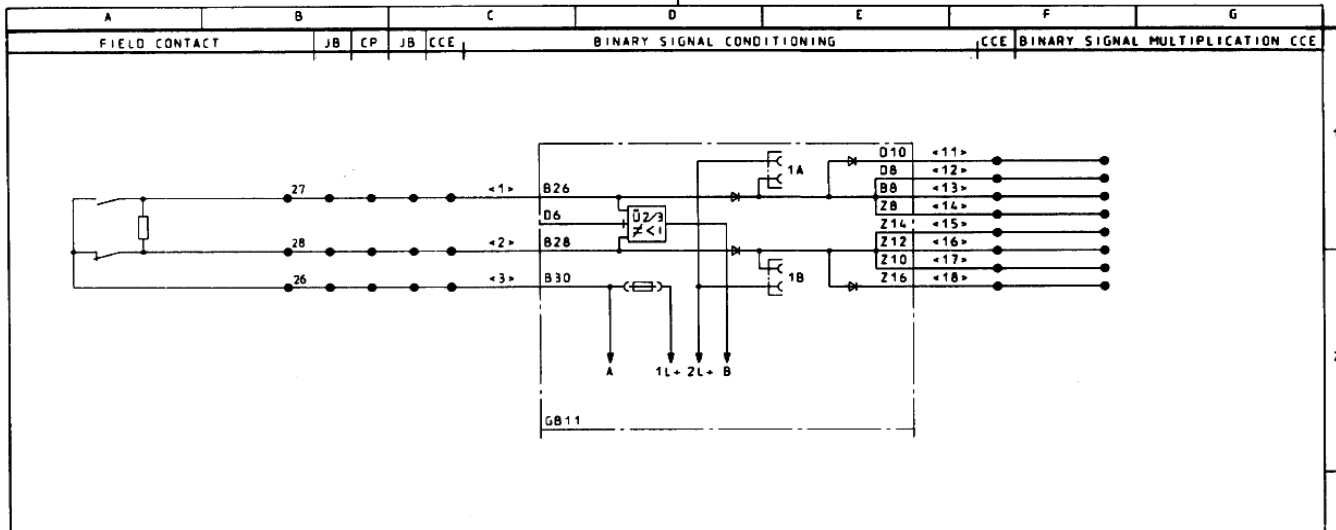 A B C D E F G
FIELD CONTACT JB CP JB CCE BINARY SIGNAL CONDITIONING CCE BINARY SIGNAL MULTIPLICATION CCE
1A D10 <11>
D8 <12>
27 <1> B26 B8 <13>
Z8 <14>
D6 Ü2/3 Z14 <15>
28 <2> B28 Z12 <16>
Z10 <17>
26 <3> B30 1B Z16 <18>
A 1L+ 2L+ B
GB11